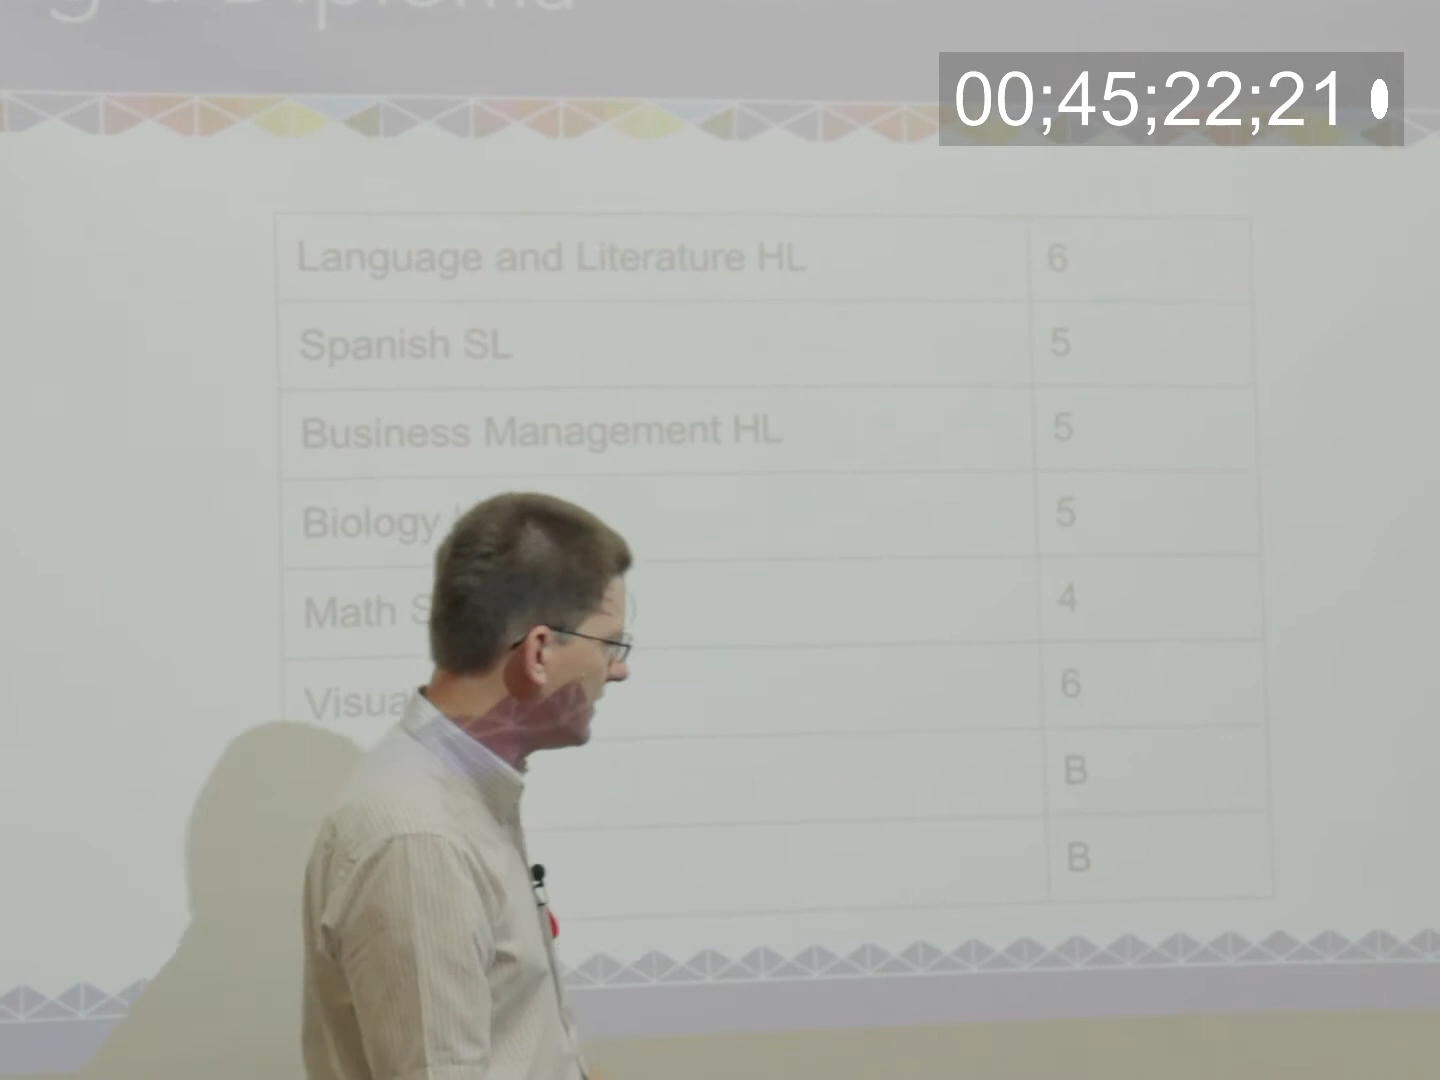 00;45;22;21
Language and Literature HL 6
Spanish SL 5
Business Management HL 5
Biology 5
Math 4
6
B
B